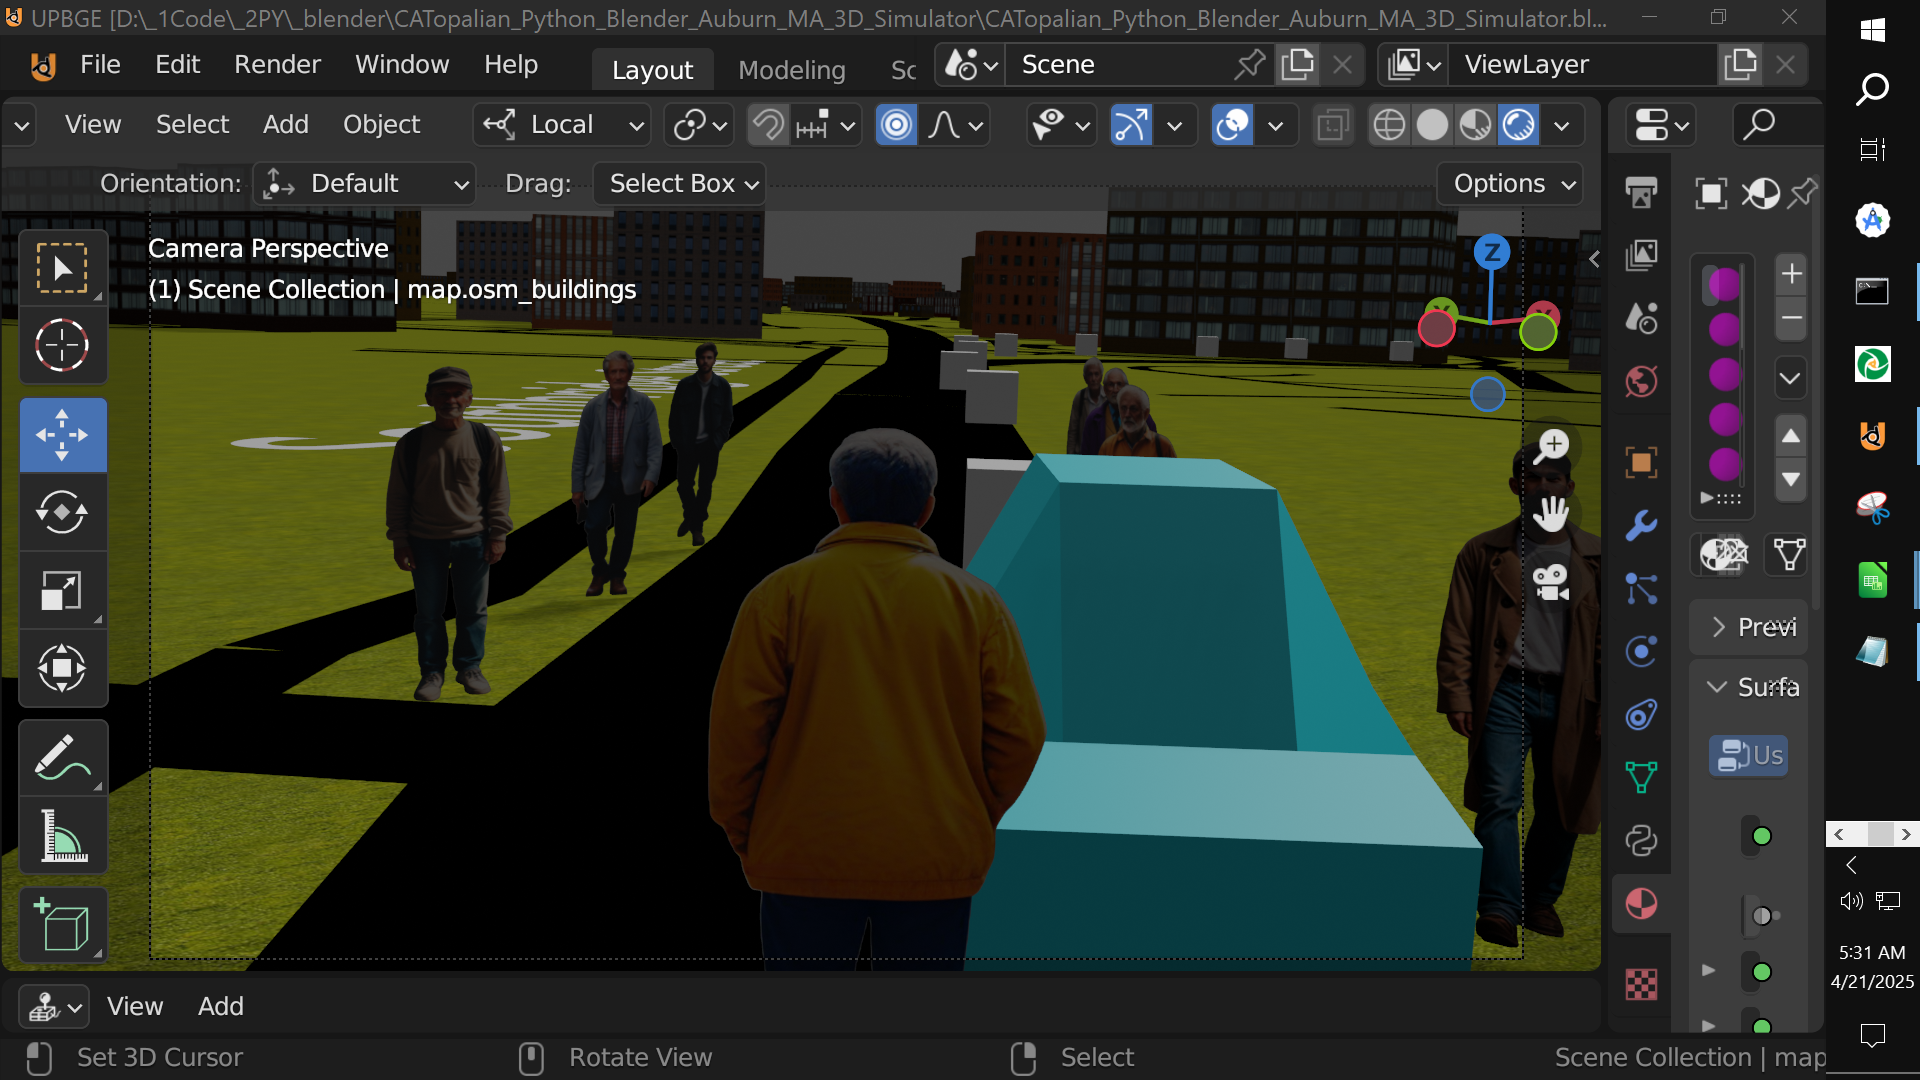 UPBGE [D:\_1Code\_2PY\_blender\CATopalian_Python_Blender_Auburn_MA_3D_Simulator\CATopalian_Python_Blender_Auburn_MA_3D_Simulator.bl...
File Edit Render Window Help Layout Modeling Sc Scene ViewLayer
View Select Add Object Local
Orientation: Default Drag: Select Box Options
Camera Perspective
(1) Scene Collection | map.osm_buildings
Z
Previ
Surfa
Us
5:31 AM
4/21/2025
View Add
Set 3D Cursor Rotate View Select Scene Collection | map